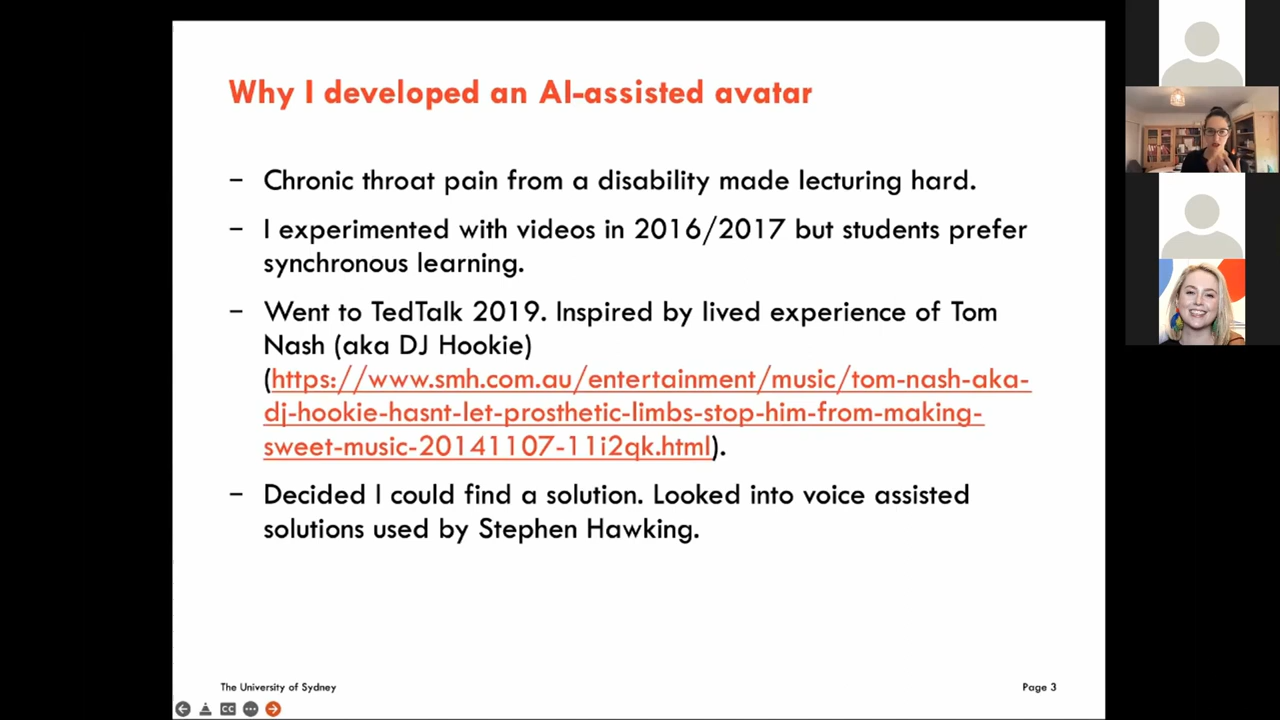 Why I developed an AI-assisted avatar
– Chronic throat pain from a disability made lecturing hard.
– I experimented with videos in 2016/2017 but students prefer
synchronous learning.
– Went to TedTalk 2019. Inspired by lived experience of Tom
Nash (aka DJ Hookie)
(https://www.smh.com.au/entertainment/music/tom-nash-aka-
dj-hookie-hasnt-let-prosthetic-limbs-stop-him-from-making-
sweet-music-20141107-11i2qk.html).
– Decided I could find a solution. Looked into voice assisted
solutions used by Stephen Hawking.
The University of Sydney
Page 3
CC